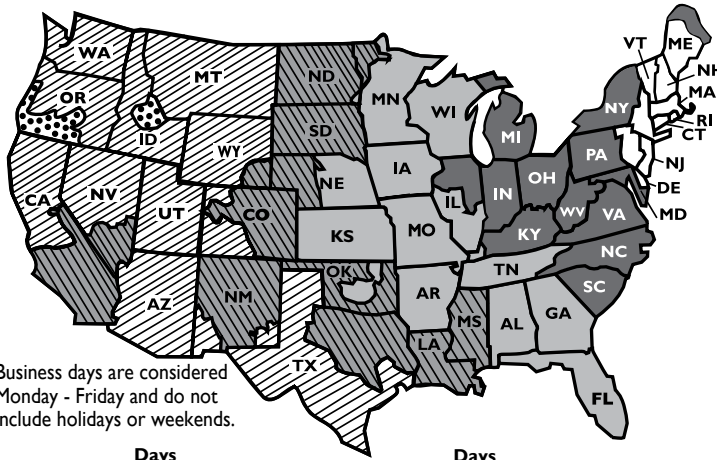 VT
ME
WA
NH
MT
ND
OR
MN
MA
WI
NY
SD
RI
ID
MI
CT
WY
PA
IA
NJ
NE
OH
IN
NV
IL
DE
CA
UT
CO
WV
VA
MD
KS
MO
KY
NC
OK
TN
AZ
NM
AR
SC
MS
AL
GA
LA
TX
Business days are considered
Monday - Friday and do not
include holidays or weekends.
FL
Days
Days